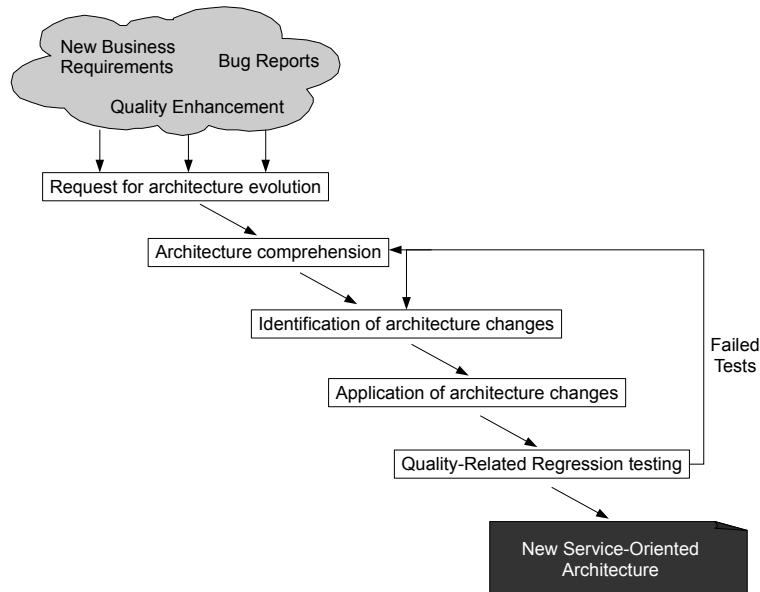 New Business
Requirements
Bug Reports
Quality Enhancement
Request for architecture evolution
Architecture comprehension
Identification of architecture changes
Failed
Tests
Application of architecture changes
Quality-Related Regression testing
New Service-Oriented
Architecture